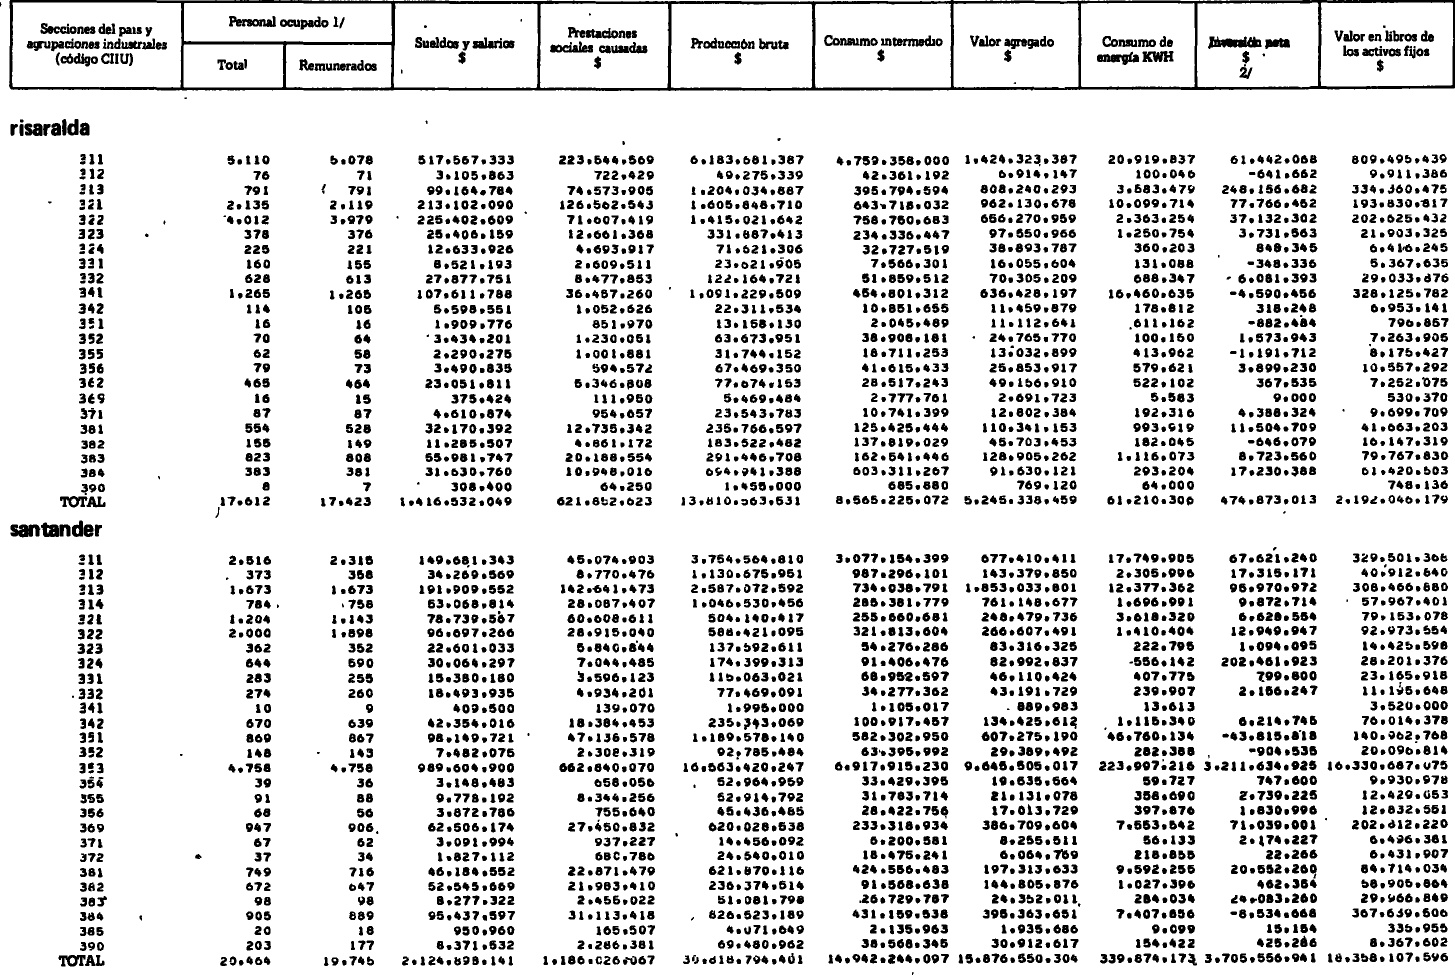 Secciones del país y agrupaciones industriales (código CIIU) Personal ocupado 1/ Total Remunerados Sueldos y salarios $ Prestaciones sociales causadas $ Producción bruta $ Consumo intermedio $ Valor agregado $ Consumo de energía KWH Inversión neta $ 2/ Valor en libros de los activos fijos $
risaralda
311 5.110 5.078 517.567.333 223.544.569 6.183.681.387 4.759.358.000 1.424.323.387 20.919.837 61.442.068 809.495.439
312 76 71 3.105.863 722.429 49.275.339 42.361.192 6.914.147 100.046 -641.662 9.911.386
313 791 791 99.164.784 74.573.905 1.204.034.887 395.794.594 808.240.293 3.583.479 248.156.682 334.360.475
321 2.135 2.119 213.102.090 126.562.543 1.605.848.710 643.718.032 962.130.678 10.099.714 77.766.452 193.830.817
322 4.012 3.979 225.402.609 71.607.419 1.415.021.642 758.750.683 656.270.959 2.363.254 37.132.302 202.625.432
323 378 376 25.406.159 12.661.368 331.887.413 234.336.447 97.550.966 1.250.754 3.731.563 21.903.325
324 225 221 12.633.926 4.693.917 71.621.306 32.727.519 38.893.787 360.203 848.345 6.416.245
331 160 155 8.521.193 2.609.511 23.621.905 7.566.301 16.055.604 131.088 -348.336 5.367.635
332 628 613 27.877.751 8.477.853 122.164.721 51.859.512 70.305.209 688.347 6.081.393 29.033.876
341 1.265 1.265 107.611.788 36.457.260 1.091.229.509 454.801.312 636.428.197 16.460.635 -4.590.456 328.125.782
342 114 105 5.598.551 1.052.626 22.311.534 10.851.655 11.459.879 178.812 318.248 6.953.141
351 16 16 1.909.776 851.970 13.158.130 2.045.489 11.112.641 611.162 -882.484 796.857
352 70 64 3.434.201 1.230.051 63.673.951 38.908.181 24.765.770 100.150 1.573.943 7.263.905
355 62 58 2.290.275 1.001.881 31.744.152 18.711.253 13.032.899 413.962 -1.191.712 8.175.427
356 79 73 3.490.835 594.572 67.469.350 41.615.433 25.853.917 579.621 3.899.230 10.557.292
362 465 464 23.051.811 5.346.808 77.674.153 28.517.243 49.156.910 522.102 367.535 7.252.075
369 16 15 375.424 111.950 5.469.484 2.777.761 2.691.723 5.583 9.000 530.370
371 87 87 4.610.874 954.657 23.543.783 10.741.399 12.802.384 192.316 4.388.324 9.699.709
381 554 528 32.170.392 12.735.342 235.766.597 125.425.444 110.341.153 993.919 11.504.709 41.663.203
382 155 149 11.285.507 4.861.172 183.522.482 137.819.029 45.703.453 182.045 -646.079 16.147.319
383 823 808 55.981.747 20.188.554 291.446.708 162.541.446 128.905.262 1.116.073 8.723.560 79.767.830
384 383 381 31.630.760 10.948.016 694.941.388 603.311.267 91.630.121 293.204 17.230.388 61.420.503
390 8 7 308.400 64.250 1.455.000 685.880 769.120 64.000 748.136
TOTAL 17.612 17.423 1.416.532.049 621.852.623 13.810.563.531 8.565.225.072 5.245.338.459 61.210.306 474.873.013 2.192.046.179
santander
311 2.516 2.315 149.681.343 45.074.903 3.754.564.810 3.077.154.399 677.410.411 17.749.905 67.621.240 329.501.368
312 373 358 34.269.569 8.770.476 1.130.675.951 987.296.101 143.379.850 2.305.996 17.315.171 40.912.640
313 1.673 1.673 191.909.552 142.641.473 2.587.072.592 734.038.791 1.853.033.801 12.377.362 95.970.972 308.466.880
314 784 758 53.068.814 28.087.407 1.046.530.456 285.381.779 761.148.677 1.696.991 9.872.714 57.967.401
321 1.204 1.143 78.739.567 60.608.611 504.140.417 255.660.681 248.479.736 3.618.320 6.628.554 79.153.078
322 2.000 1.898 96.697.266 28.915.040 588.421.095 321.813.604 266.607.491 1.410.404 12.949.947 92.973.554
323 362 352 22.601.033 5.840.844 137.592.611 54.276.286 83.316.325 222.795 1.094.095 14.425.598
324 644 590 30.064.297 7.044.485 174.399.313 91.406.476 82.992.837 556.142 202.461.923 28.201.376
331 283 255 15.380.180 3.596.123 115.063.021 68.952.597 46.110.424 407.775 799.800 23.165.918
332 274 260 18.493.935 4.934.201 77.469.091 34.277.362 43.191.729 239.907 2.156.247 11.195.648
341 10 9 409.500 139.070 1.995.000 1.105.017 889.983 13.613 3.520.000
342 670 639 42.354.016 18.384.453 235.343.069 100.917.457 134.425.612 1.115.340 6.214.745 76.014.378
351 869 867 98.149.721 47.136.578 1.189.578.140 582.302.950 607.275.190 46.760.134 -43.815.818 140.962.768
352 148 143 7.482.075 2.308.319 92.785.484 63.395.992 29.389.492 282.388 -904.535 20.096.814
353 4.758 4.758 989.604.900 662.840.070 16.563.420.247 6.917.915.230 9.645.505.017 223.997.216 3.211.634.925 16.330.687.075
354 39 36 3.148.483 658.056 52.964.959 33.429.395 19.635.564 59.727 747.600 9.930.978
355 91 88 9.778.192 8.344.256 52.914.792 31.783.714 21.131.078 358.690 2.739.225 12.429.053
356 68 56 3.872.786 755.640 45.436.485 28.422.756 17.013.729 397.876 1.830.996 12.832.551
369 947 906 62.506.174 27.450.832 620.028.538 233.318.934 386.709.604 7.553.642 71.039.001 202.612.220
371 67 62 3.091.994 937.227 14.456.092 6.200.581 8.255.511 56.133 2.174.227 6.496.361
372 37 34 1.827.112 680.786 24.540.010 18.475.241 6.064.769 218.855 22.266 6.431.907
381 749 716 46.184.552 22.871.479 621.870.116 424.556.483 197.313.633 9.592.255 20.552.260 84.714.034
382 672 647 52.545.669 21.983.410 236.374.514 91.568.638 144.805.876 1.027.396 462.354 58.905.864
383 98 98 8.277.322 2.455.022 51.081.798 26.729.787 24.352.011 284.034 24.083.260 29.966.849
384 905 889 95.437.597 31.113.418 826.523.189 431.159.538 395.363.651 7.407.856 -8.534.668 367.639.506
385 20 18 950.960 165.507 4.071.649 2.135.963 1.935.686 9.099 15.154 335.955
390 203 177 8.371.532 2.286.381 69.480.962 38.568.345 30.912.617 154.422 425.286 8.367.602
TOTAL 20.464 19.745 2.124.898.141 1.186.026.067 30.818.794.401 14.942.244.097 15.876.550.304 339.874.173 3.705.556.941 18.358.107.596